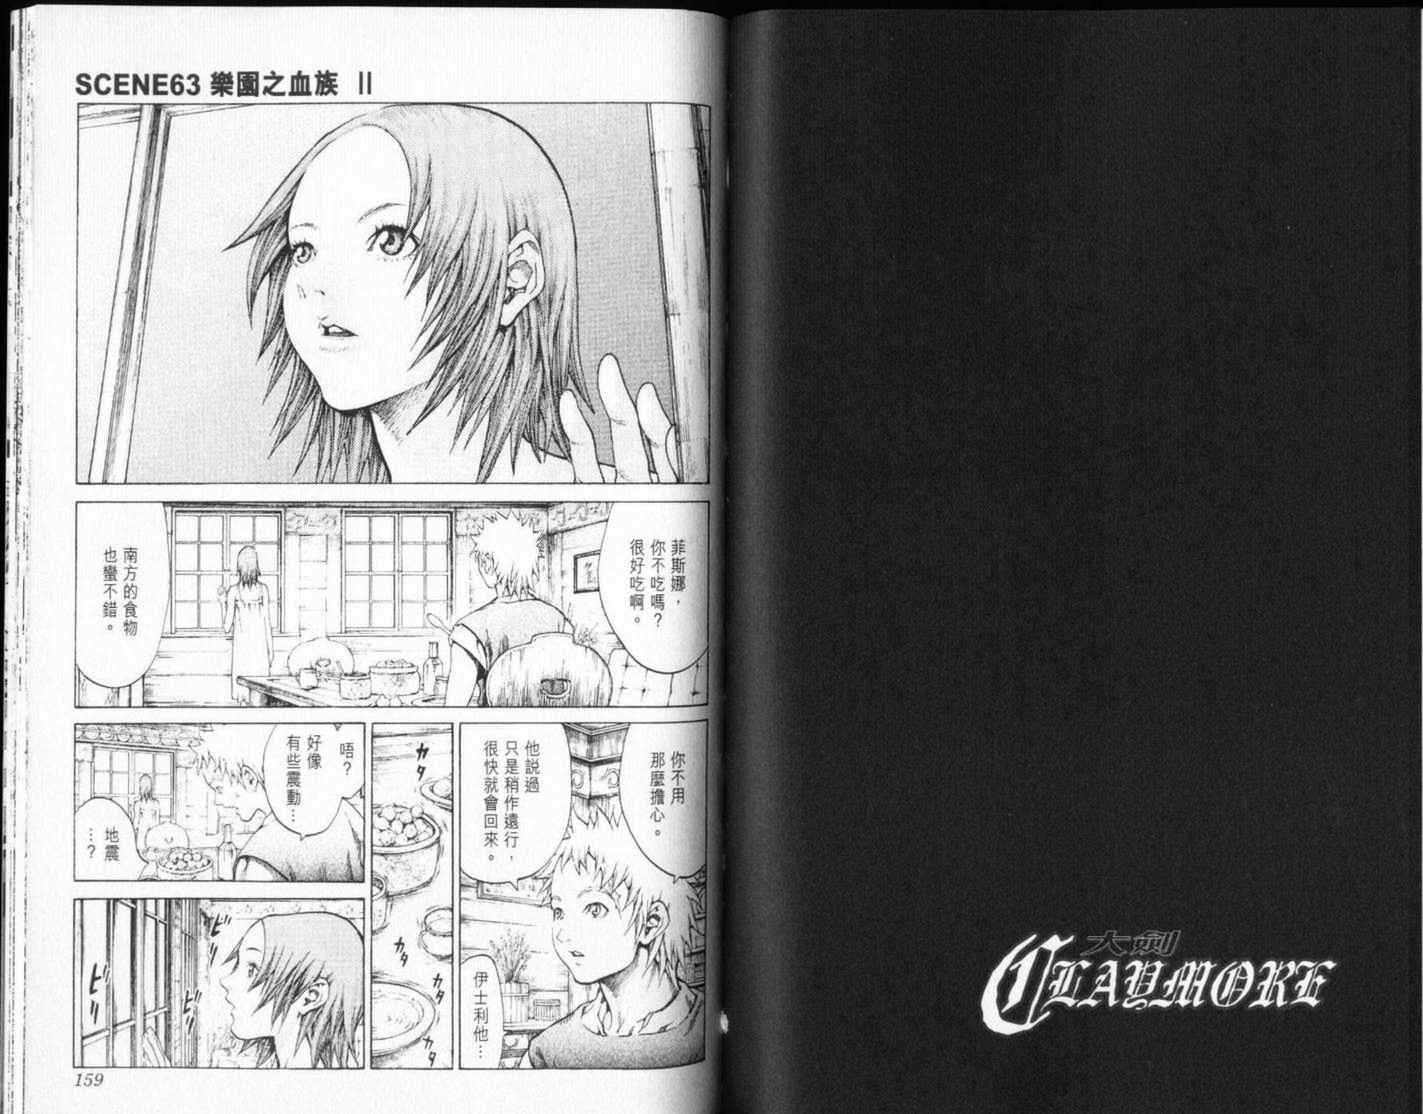 SCENE63 樂園之血族 II
菲斯娜，
你不吃嗎？
很好吃啊。
南方的食物
也蠻不錯。
你不用
那麼擔心。
他說過
只是稍作遠行，
很快就會回來。
伊士利他…
カタ
カタ
カタ
唔？
好像
有些震動…
地震
…？
ビリ
ビリ
ビリ
159
大劍
CLAYMORE